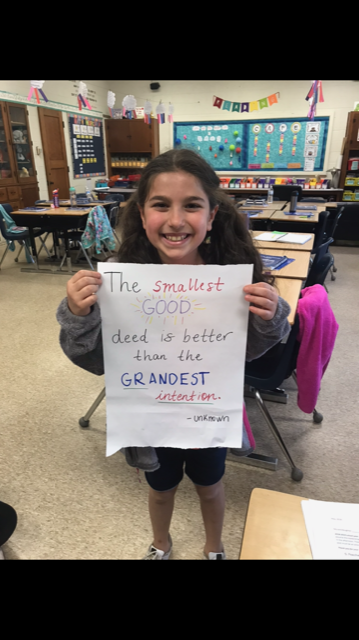 The smallest
GOOD
deed is better
than the
GRANDEST
intention.
- unknown